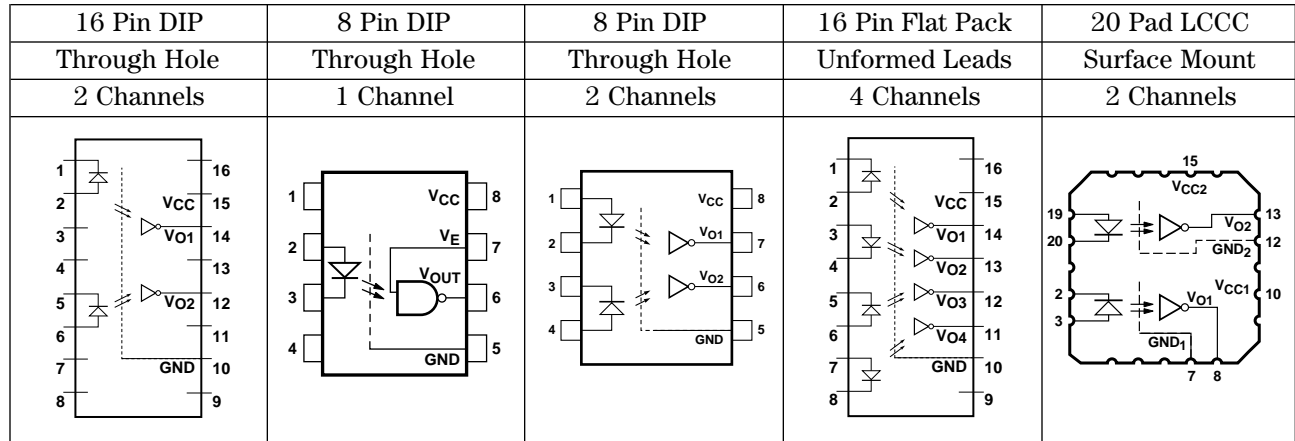 16 Pin DIP 8 Pin DIP 8 Pin DIP 16 Pin Flat Pack 20 Pad LCCC
Through Hole Through Hole Through Hole Unformed Leads Surface Mount
2 Channels 1 Channel 2 Channels 4 Channels 2 Channels
1 16
2 VCC 15
3 VO1 14
4 13
5 VO2 12
6 11
7 GND 10
8 9
1 VCC 8
2 VE 7
3 VOUT 6
4 GND 5
1 VCC 8
2 VO1 7
3 VO2 6
4 GND 5
1 16
2 VCC 15
3 VO1 14
4 VO2 13
5 VO3 12
6 VO4 11
7 GND 10
8 9
15
VCC2
19 VO2 13
20 GND2 12
2 VO1 VCC1 10
3 GND1
7 8